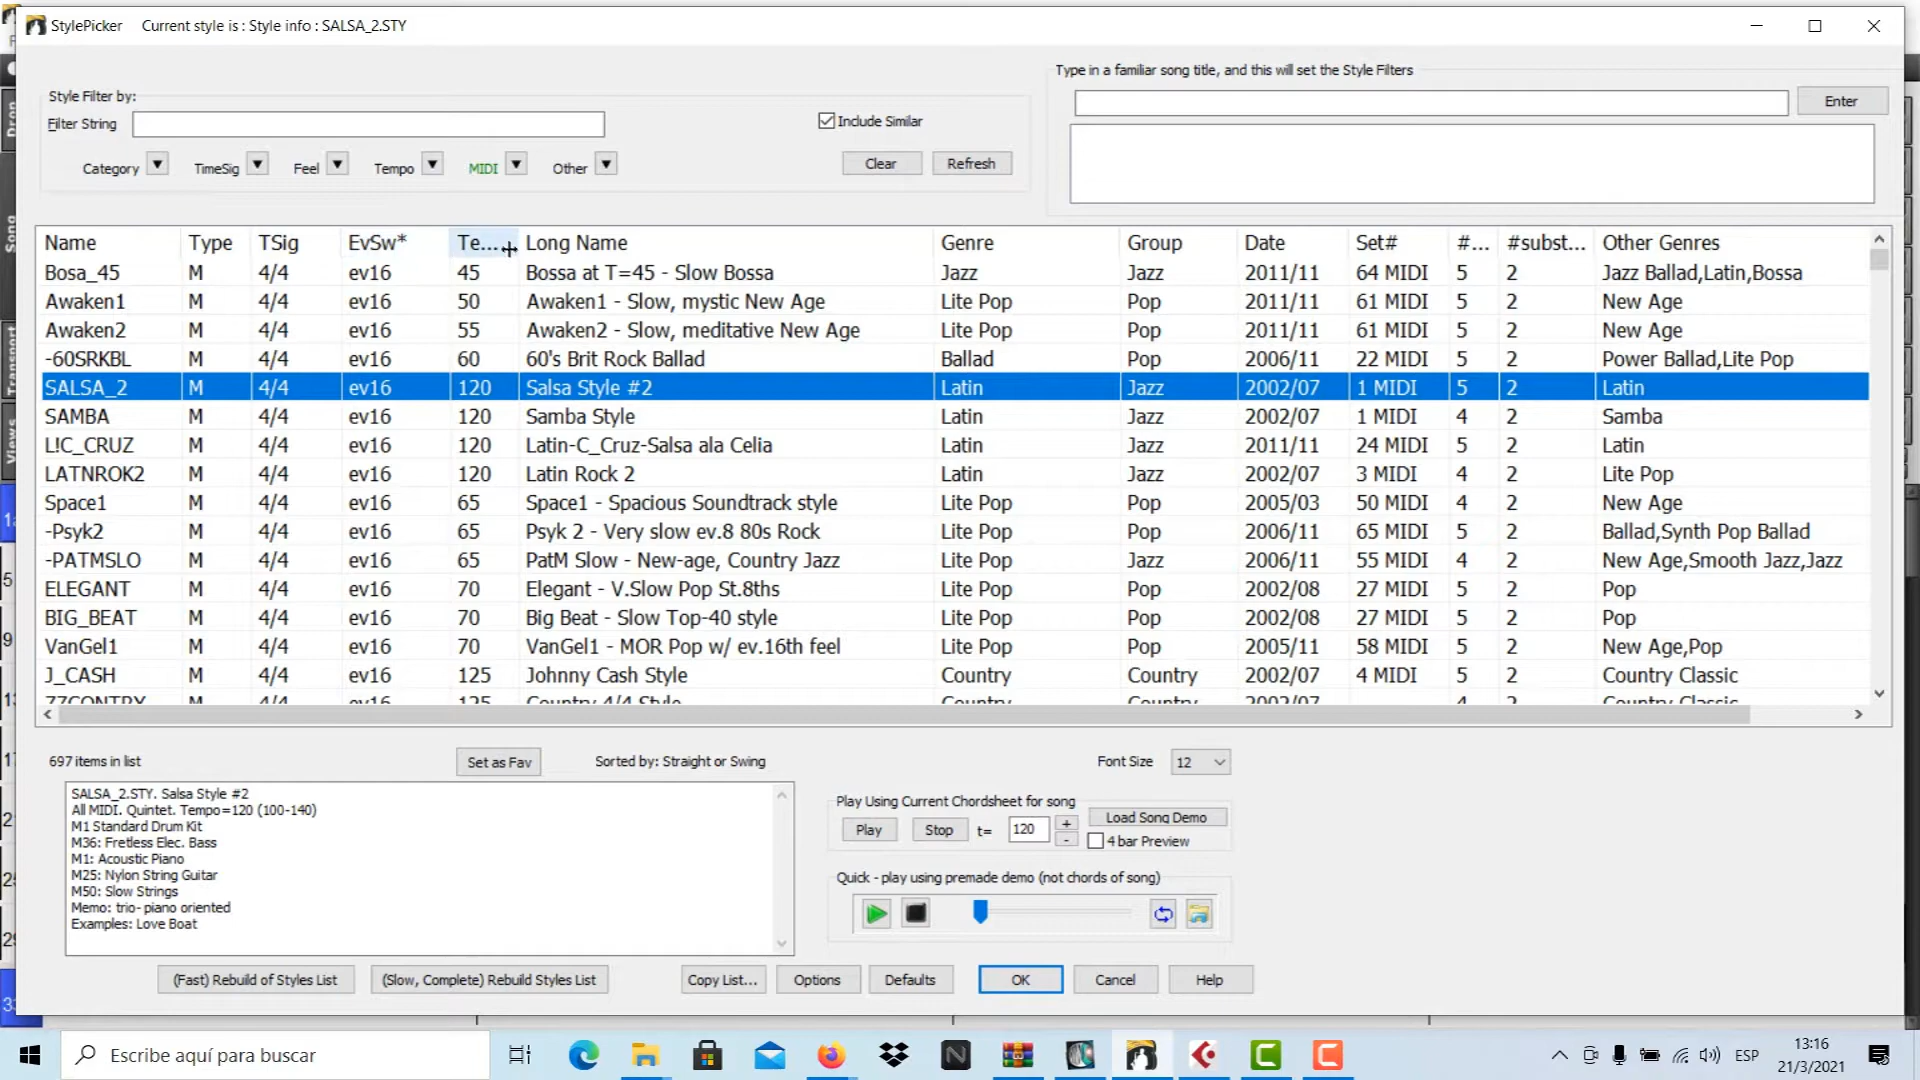 StylePicker Current style is : Style info : SALSA_2.STY
Style Filter by:
Filter String
Include Similar
Category TimeSig Feel Tempo MIDI Other Clear Refresh
Type in a familiar song title, and this will set the Style Filters
Enter
Name Type TSig EvSw* Te... Long Name Genre Group Date Set# #... #subst... Other Genres
Bosa_45 M 4/4 ev16 45 Bossa at T=45 - Slow Bossa Jazz Jazz 2011/11 64 MIDI 5 2 Jazz Ballad,Latin,Bossa
Awaken1 M 4/4 ev16 50 Awaken1 - Slow, mystic New Age Lite Pop Pop 2011/11 61 MIDI 5 2 New Age
Awaken2 M 4/4 ev16 55 Awaken2 - Slow, meditative New Age Lite Pop Pop 2011/11 61 MIDI 5 2 New Age
-60SRKBL M 4/4 ev16 60 60's Brit Rock Ballad Ballad Pop 2006/11 22 MIDI 5 2 Power Ballad,Lite Pop
SALSA_2 M 4/4 ev16 120 Salsa Style #2 Latin Jazz 2002/07 1 MIDI 5 2 Latin
SAMBA M 4/4 ev16 120 Samba Style Latin Jazz 2002/07 1 MIDI 4 2 Samba
L!C_CRUZ M 4/4 ev16 120 Latin-C_Cruz-Salsa ala Celia Latin Jazz 2011/11 24 MIDI 5 2 Latin
LATNROK2 M 4/4 ev16 120 Latin Rock 2 Latin Jazz 2002/07 3 MIDI 4 2 Lite Pop
Space1 M 4/4 ev16 65 Space1 - Spacious Soundtrack style Lite Pop Pop 2005/03 50 MIDI 4 2 New Age
-Psyk2 M 4/4 ev16 65 Psyk 2 - Very slow ev.8 80s Rock Lite Pop Pop 2006/11 65 MIDI 5 2 Ballad,Synth Pop Ballad
-PATMSLO M 4/4 ev16 65 PatM Slow - New-age, Country Jazz Lite Pop Jazz 2006/11 55 MIDI 4 2 New Age,Smooth Jazz,Jazz
ELEGANT M 4/4 ev16 70 Elegant - V.Slow Pop St.8ths Lite Pop Pop 2002/08 27 MIDI 5 2 Pop
BIG_BEAT M 4/4 ev16 70 Big Beat - Slow Top-40 style Lite Pop Pop 2002/08 27 MIDI 5 2 Pop
VanGel1 M 4/4 ev16 70 VanGel1 - MOR Pop w/ ev.16th feel Lite Pop Pop 2005/11 58 MIDI 5 2 New Age,Pop
J_CASH M 4/4 ev16 125 Johnny Cash Style Country Country 2002/07 4 MIDI 5 2 Country Classic
ZZCONTRY M 4/4 ev16 125 Country 4/4 Style Country Country 2002/07 4 2 Country Classic
697 items in list
Set as Fav
Sorted by: Straight or Swing
Font Size 12
SALSA_2.STY. Salsa Style #2
All MIDI. Quintet. Tempo=120 (100-140)
M1 Standard Drum Kit
M36: Fretless Elec. Bass
M1: Acoustic Piano
M25: Nylon String Guitar
M50: Slow Strings
Memo: trio- piano oriented
Examples: Love Boat
Play Using Current Chordsheet for song
Load Song Demo
Play Stop t= 120 + -
4 bar Preview
Quick - play using premade demo (not chords of song)
(Fast) Rebuild of Styles List (Slow, Complete) Rebuild Styles List Copy List... Options Defaults OK Cancel Help
Song
Transport
Views
Escribe aquí para buscar
ESP
13:16
21/3/2021